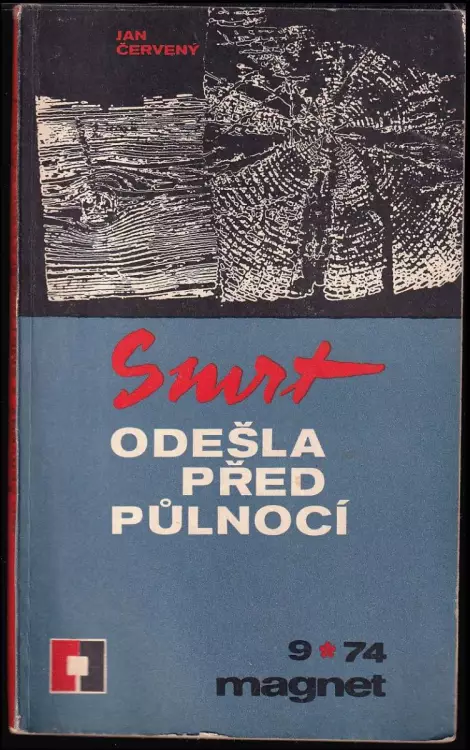 JAN
ČERVENÝ
Smrt
ODEŠLA
PŘED
PŮLNOCÍ
9*74
magnet